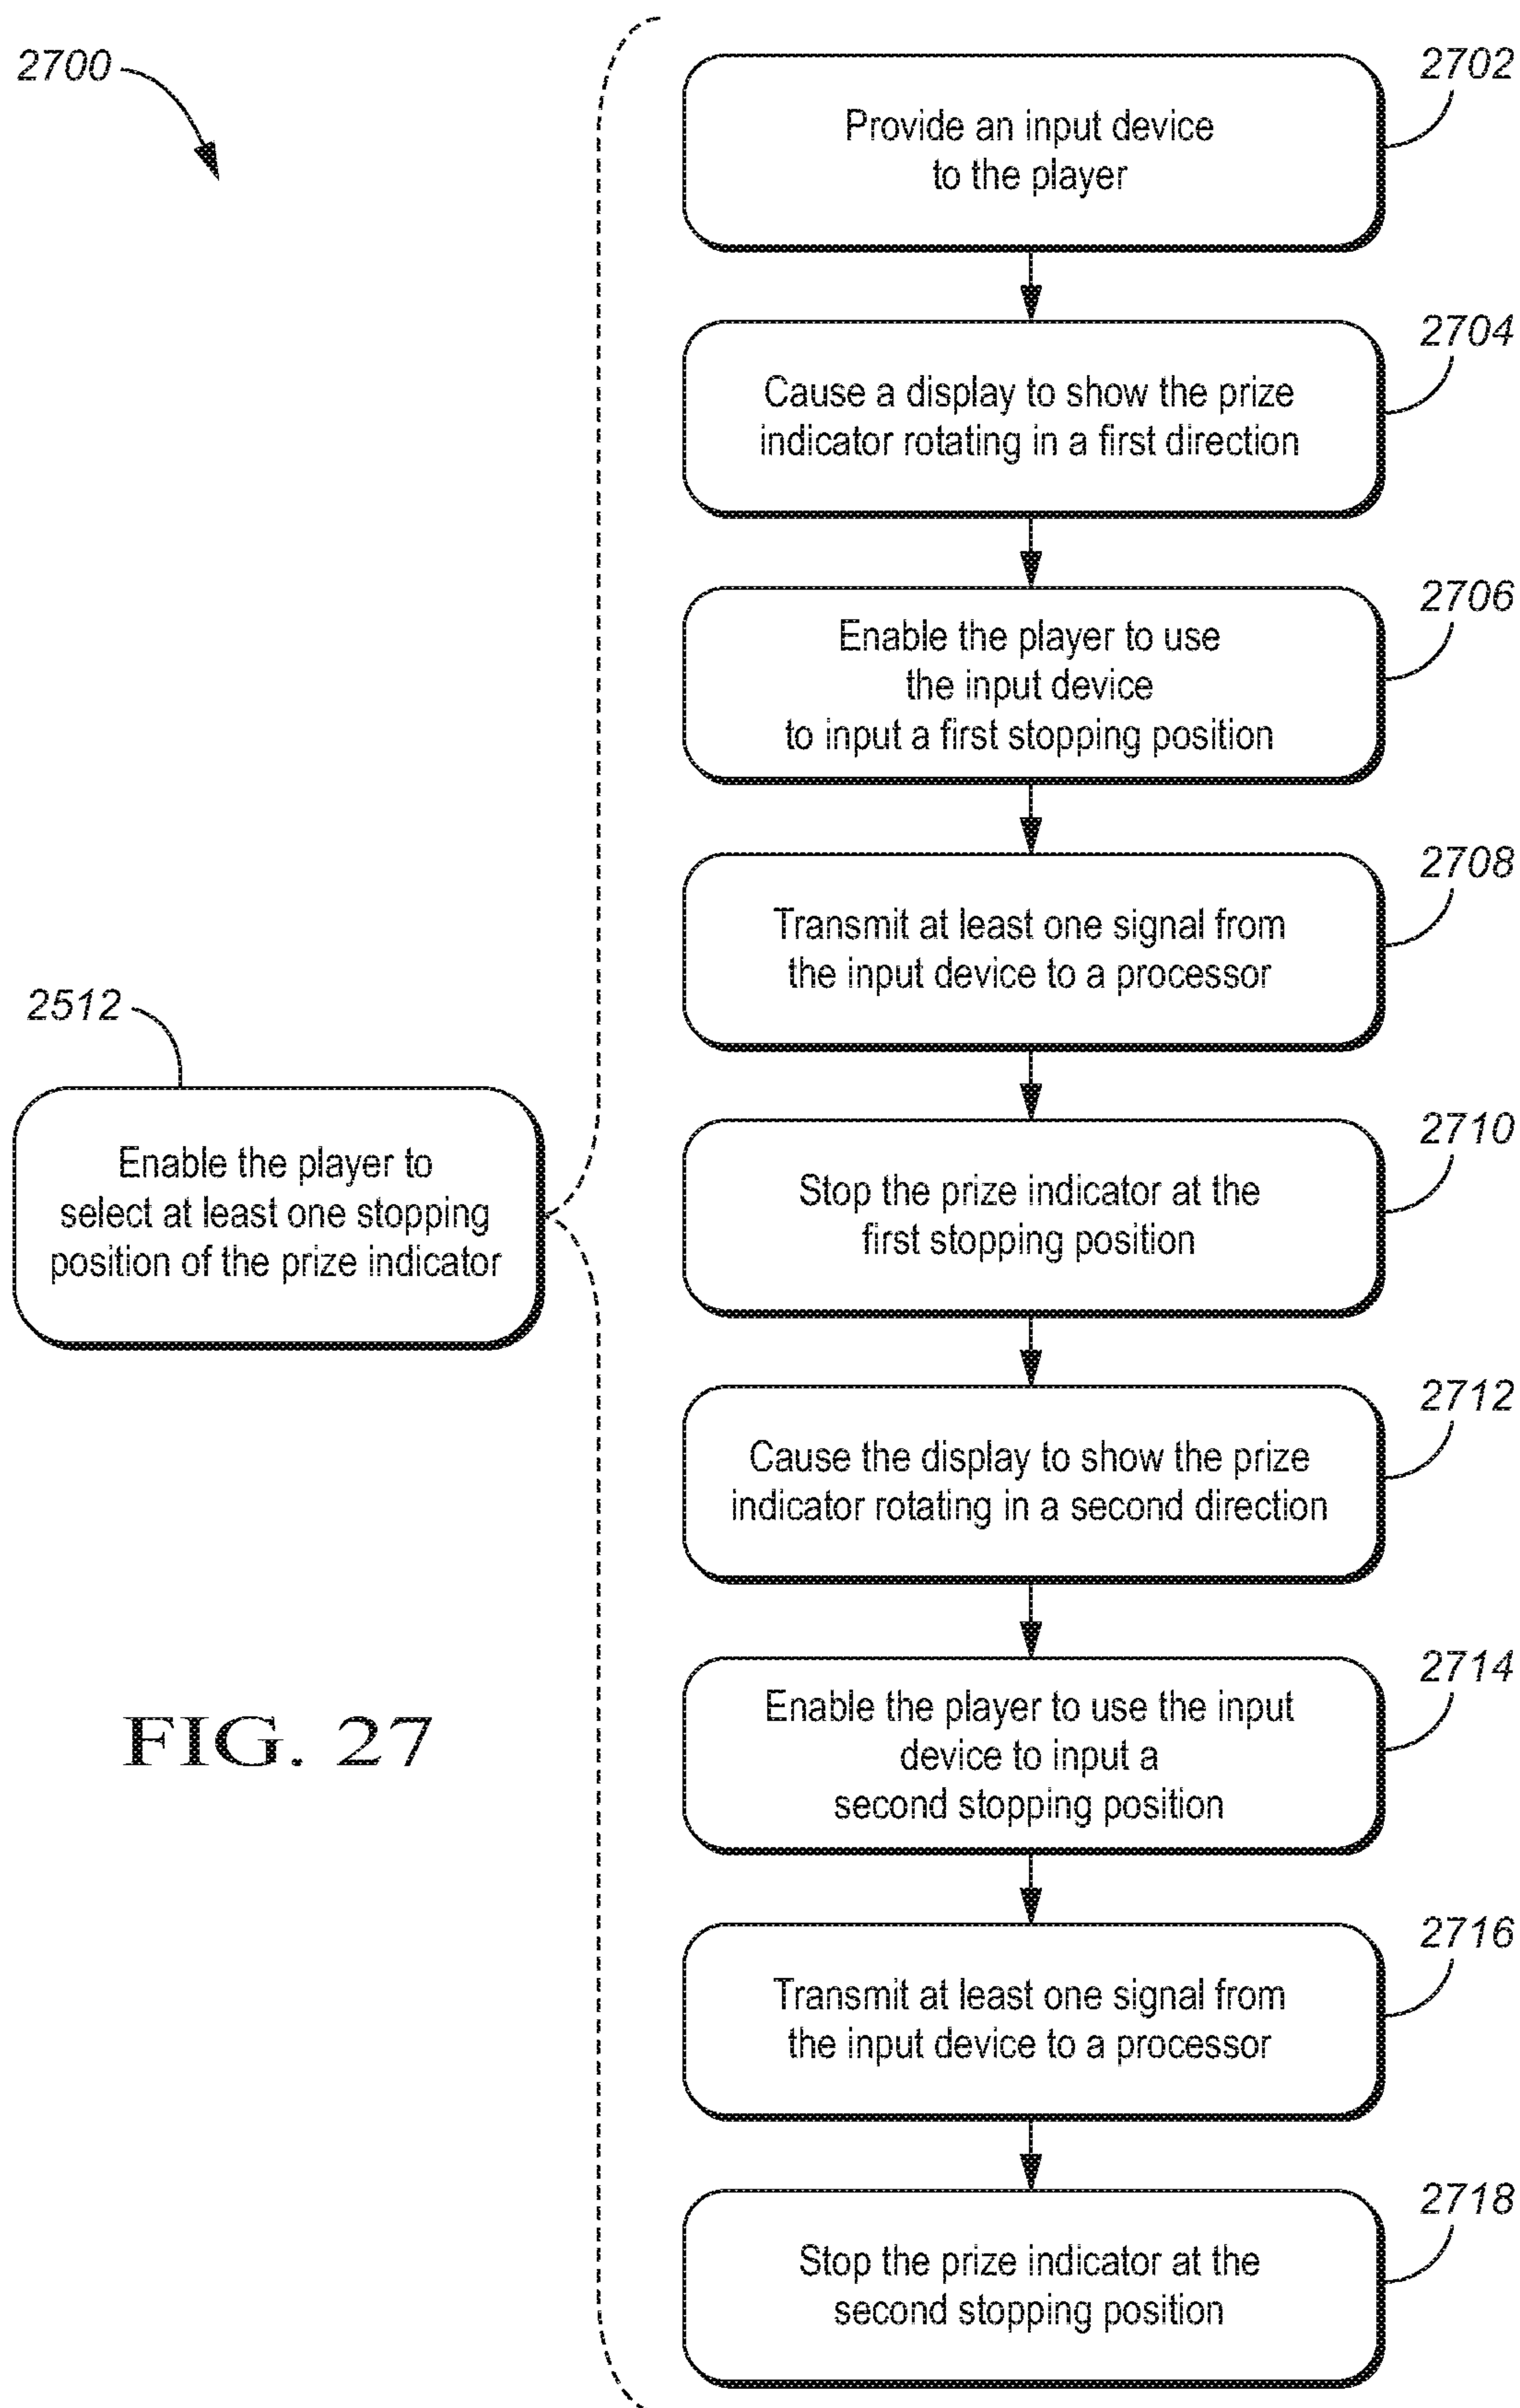 2700
2702
Provide an input device
to the player
2704
Cause a display to show the prize
indicator rotating in a first direction
2706
Enable the player to use
the input device
to input a first stopping position
2708
Transmit at least one signal from
the input device to a processor
2512
Enable the player to
select at least one stopping
position of the prize indicator
2710
Stop the prize indicator at the
first stopping position
2712
Cause the display to show the prize
indicator rotating in a second direction
2714
Enable the player to use the input
device to input a
second stopping position
FIG. 27
2716
Transmit at least one signal from
the input device to a processor
2718
Stop the prize indicator at the
second stopping position